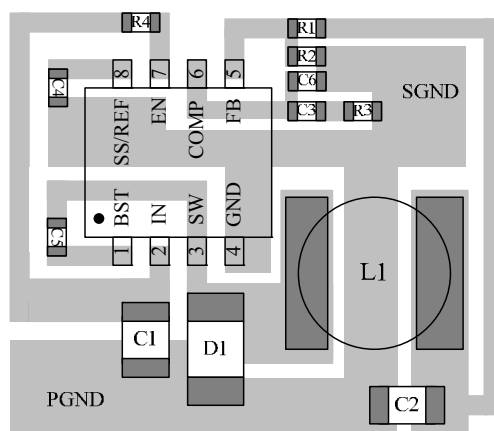 R4
R1
R2
C6
C3
R3
SGND
C4
8
7
6
5
SS/REF
EN
COMP
FB
BST
IN
SW
GND
C5
1
2
3
4
L1
C1
D1
PGND
C2